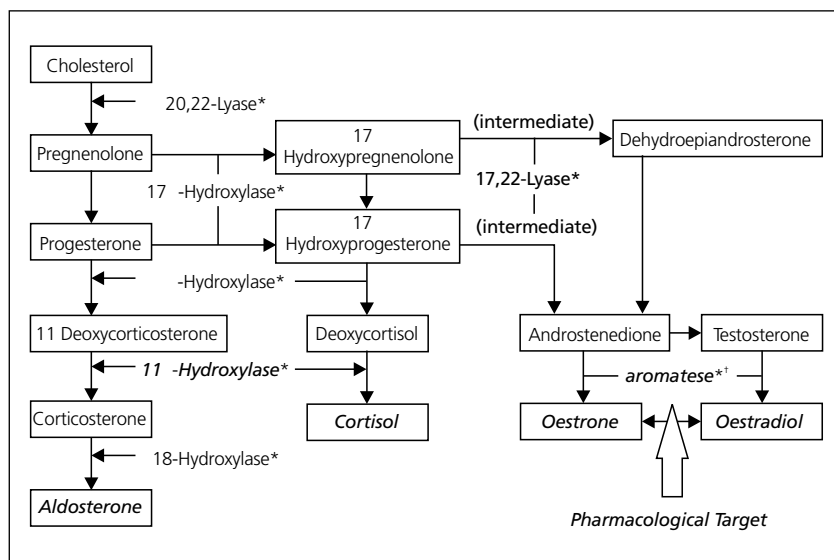 Cholesterol
20,22-Lyase*
Pregnenolone
17
Hydroxypregnenolone
(intermediate)
Dehydroepiandrosterone
17 -Hydroxylase*
17,22-Lyase*
Progesterone
17
Hydroxyprogesterone
(intermediate)
-Hydroxylase*
11 Deoxycorticosterone
Deoxycortisol
Androstenedione
Testosterone
11 -Hydroxylase*
aromatese*†
Corticosterone
Cortisol
Oestrone
Oestradiol
18-Hydroxylase*
Aldosterone
Pharmacological Target